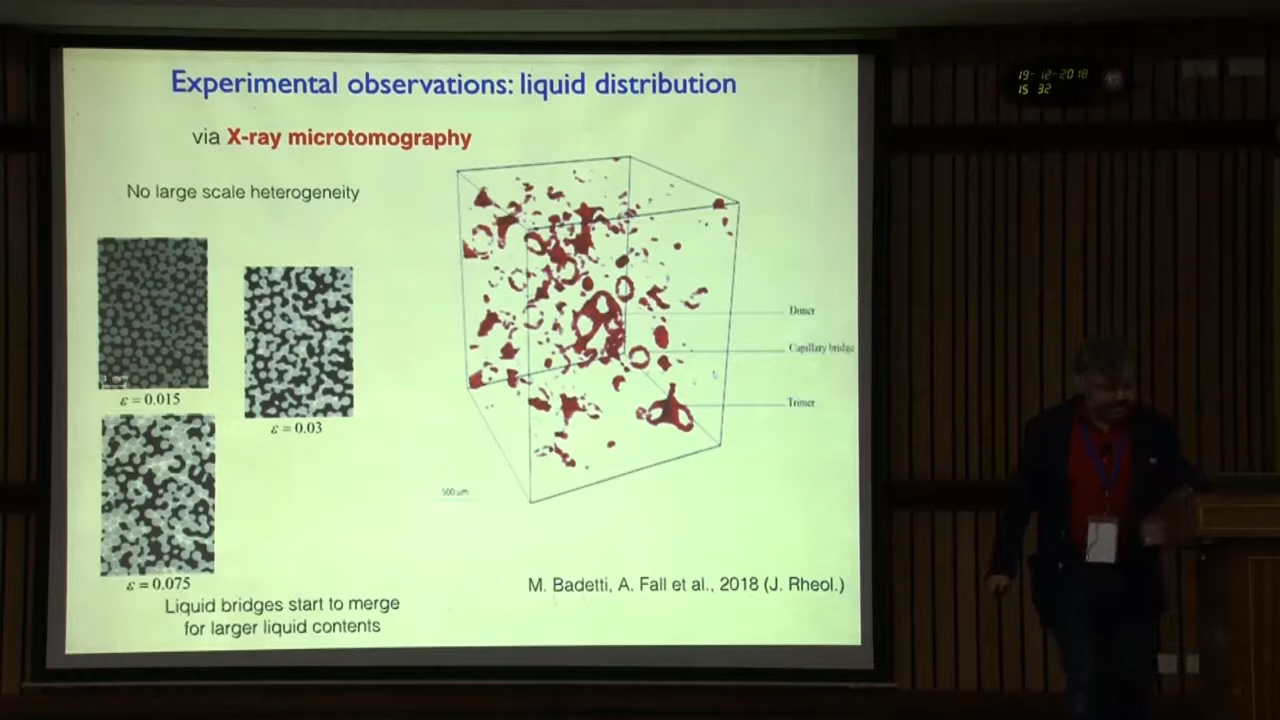 Experimental observations: liquid distribution
via X-ray microtomography
No large scale heterogeneity
ε = 0.015
ε = 0.03
ε = 0.075
Liquid bridges start to merge
for larger liquid contents
Capillary bridge
Trimer
500 μm
M. Badetti, A. Fall et al., 2018 (J. Rheol.)
19-12-2018
15 32